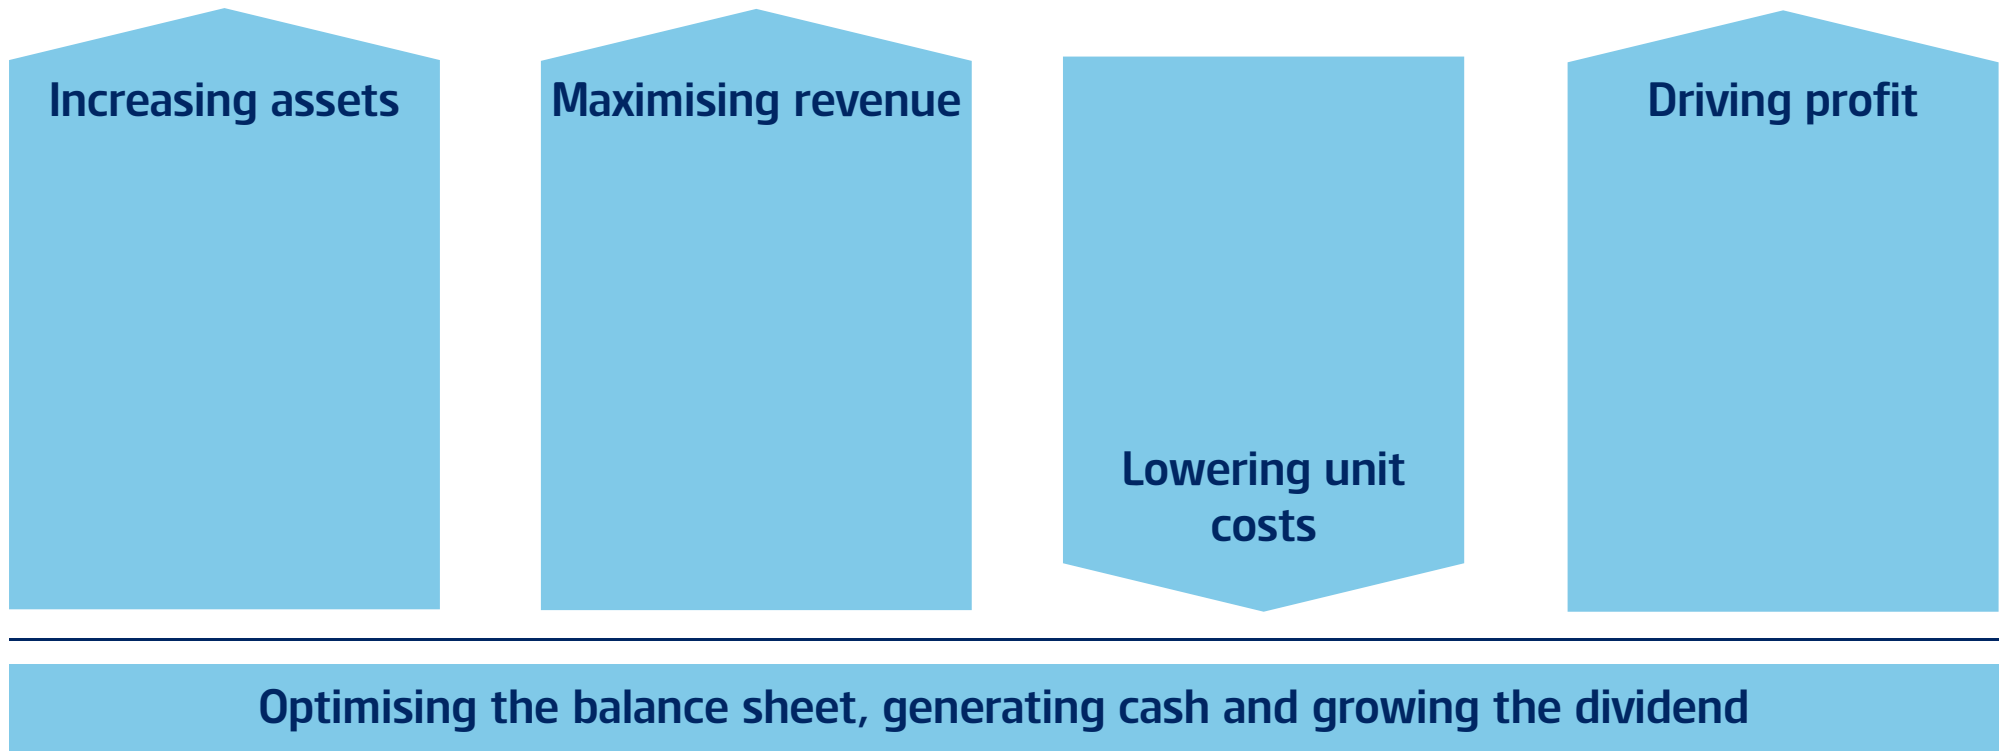 Increasing assets
Maximising revenue
Lowering unit
costs
Driving profit
Optimising the balance sheet, generating cash and growing the dividend